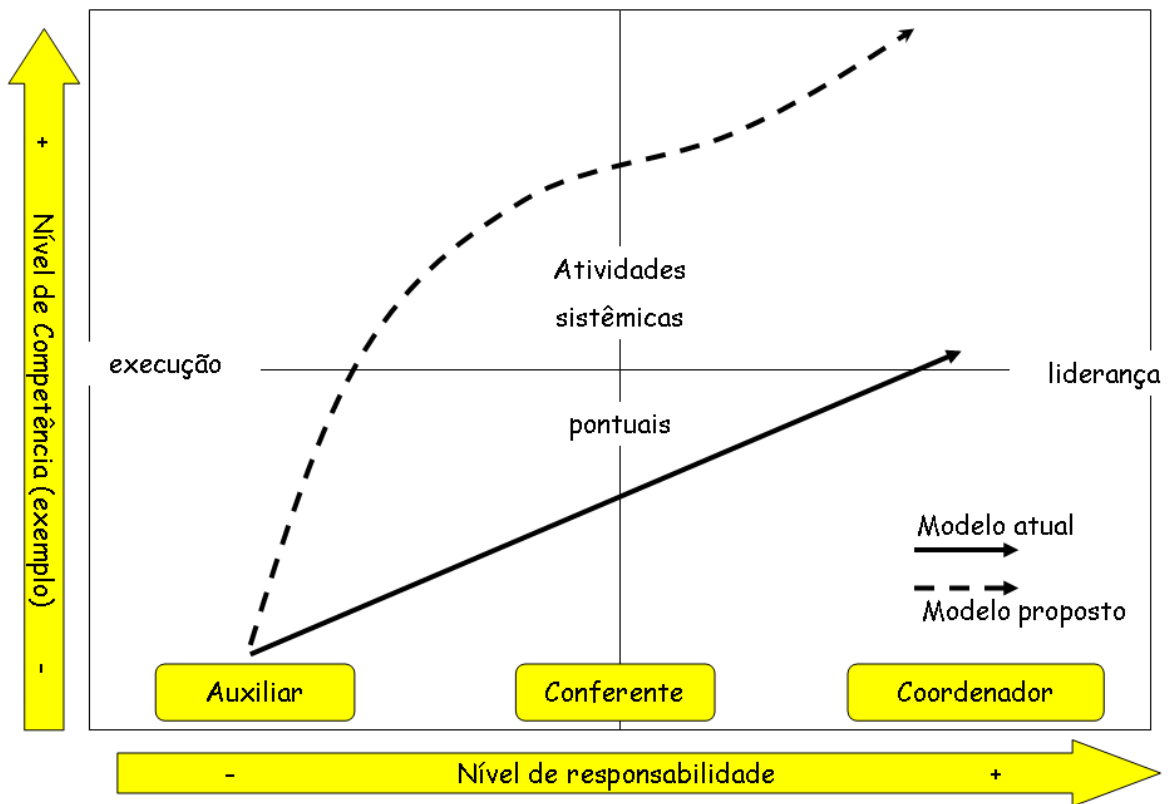 +
Nível de Competência (exemplo)
-
Atividades
sistêmicas
execução
liderança
pontuais
Modelo atual
Modelo proposto
Auxiliar
Conferente
Coordenador
- Nível de responsabilidade +